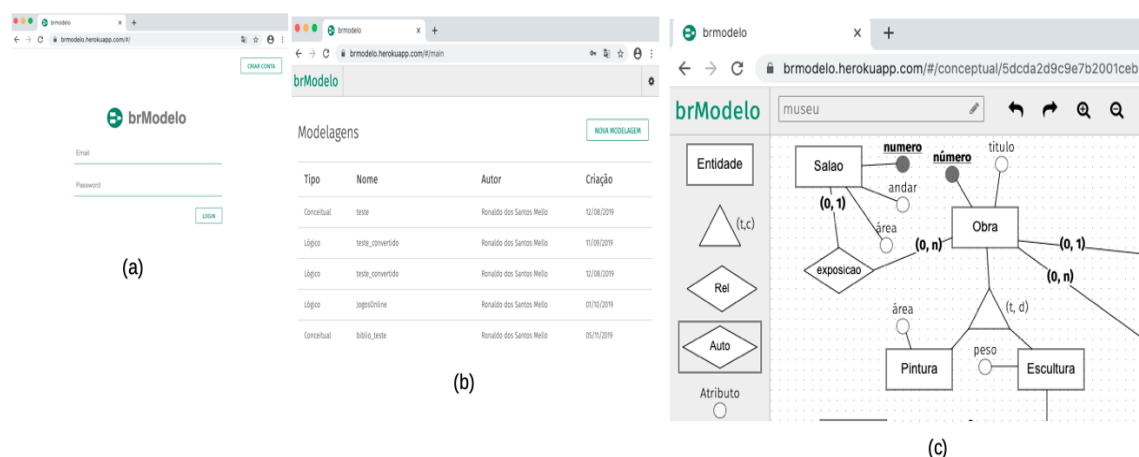 brmodelo
brmodelo.herokuapp.com/#/
CRIAR CONTA
brModelo
Email
Password
LOGIN
(a)
brmodelo
brmodelo.herokuapp.com/#/main
brModelo
Modelagens
NOVA MODELAGEM
Tipo Nome Autor Criação
Conceitual teste Ronaldo dos Santos Mello 12/08/2019
Lógico teste_convertido Ronaldo dos Santos Mello 11/09/2019
Lógico teste_convertido Ronaldo dos Santos Mello 12/08/2019
Lógico JogosOnline Ronaldo dos Santos Mello 01/10/2019
Conceitual biblio_teste Ronaldo dos Santos Mello 05/11/2019
(b)
brmodelo
brmodelo.herokuapp.com/#/conceptual/5dcda2d9c9e7b2001ceb
brModelo
museu
Entidade
(t,c)
Rel
Auto
Atributo
Salao
numero
número
titulo
andar
(0, 1)
área
Obra
(0, n)
(0, 1)
(0, n)
exposicao
(t, d)
área
peso
Pintura
Escultura
(c)